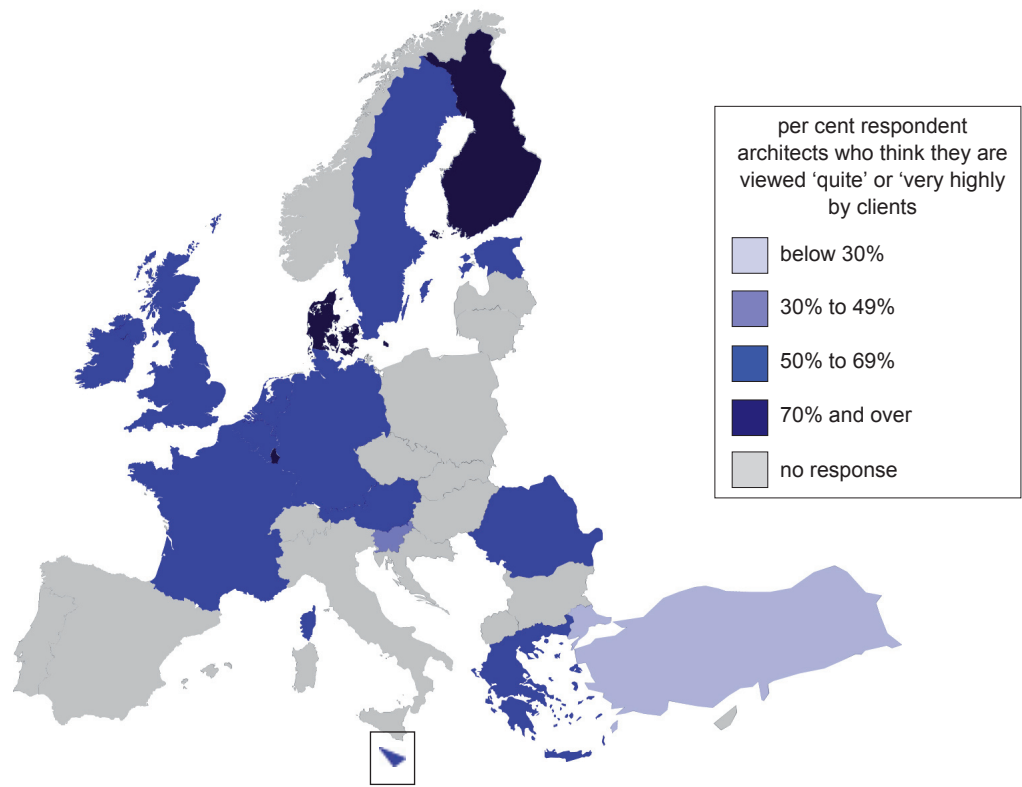 per cent respondent
architects who think they are
viewed ‘quite’ or ‘very highly
by clients
below 30%
30% to 49%
50% to 69%
70% and over
no response